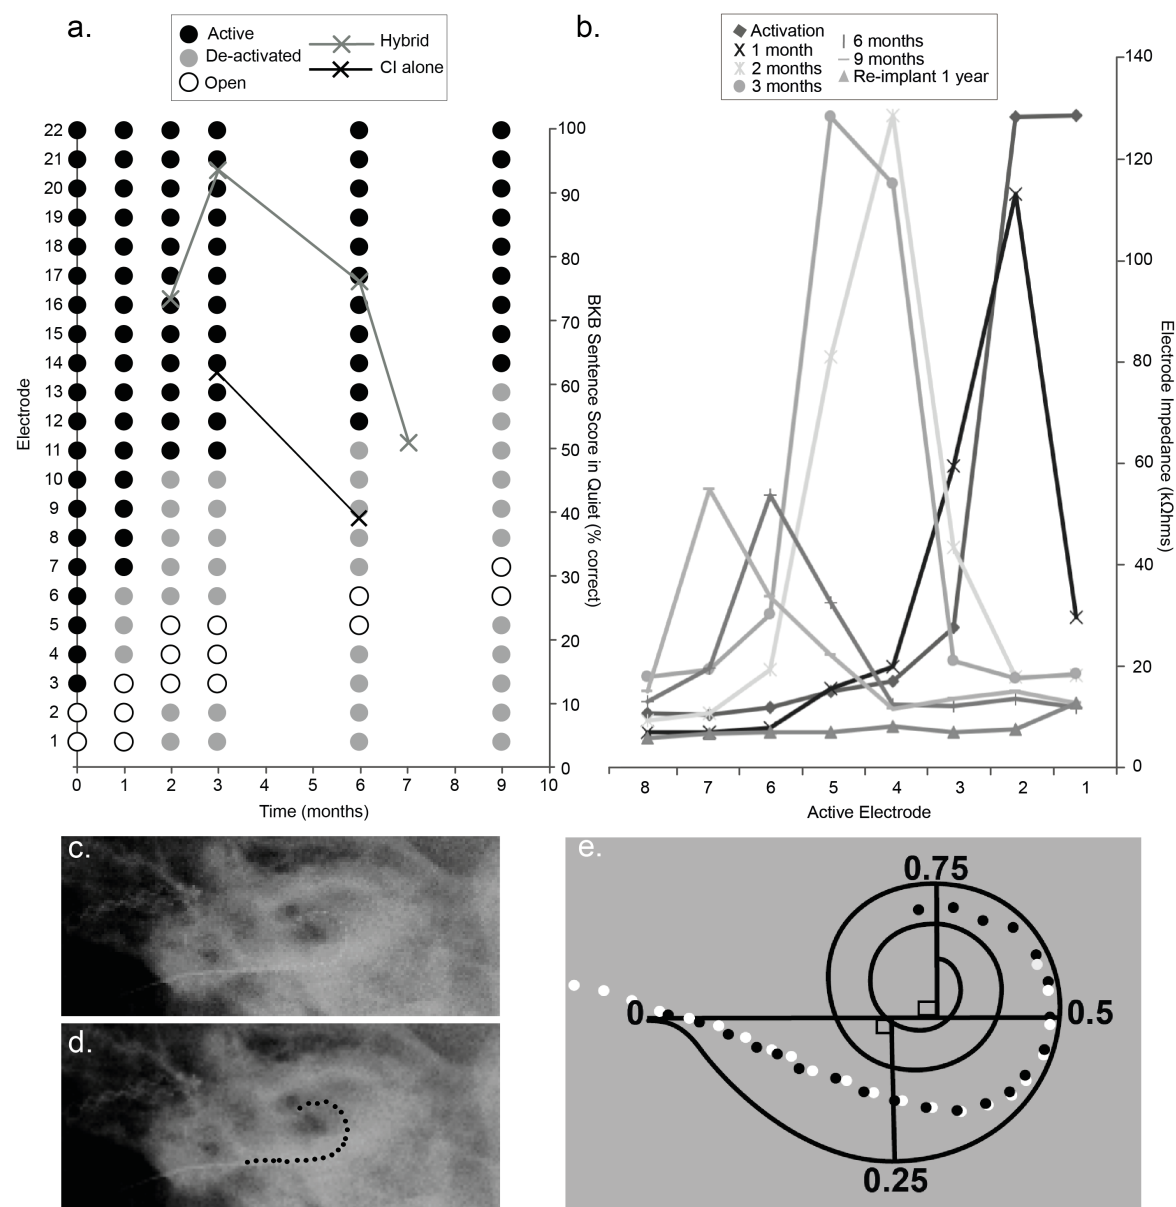 a.
Active
De-activated
Open
Hybrid
CI alone
22
21
20
19
18
17
16
15
14
13
12
11
10
9
8
7
6
5
4
3
2
1
Electrode
100
90
80
70
60
50
40
30
20
10
0
BKB Sentence Score in Quiet (% correct)
0 1 2 3 4 5 6 7 8 9 10
Time (months)
b.
Activation
1 month
2 months
3 months
6 months
9 months
Re-implant 1 year
140
120
100
80
60
40
20
0
Electrode Impedance (kΩhms)
8 7 6 5 4 3 2 1
Active Electrode
c.
d.
e.
0.75
0
0.5
0.25